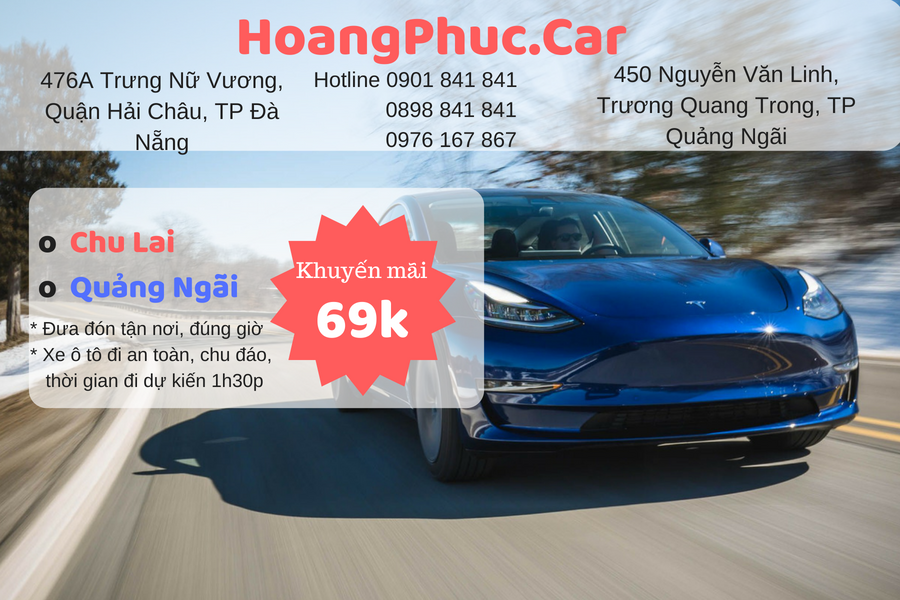 HoangPhuc.Car
476A Trưng Nữ Vương,
Quận Hải Châu, TP Đà
Nẵng
Hotline 0901 841 841
0898 841 841
0976 167 867
450 Nguyễn Văn Linh,
Trương Quang Trong, TP
Quảng Ngãi
o Chu Lai
o Quảng Ngãi
* Đưa đón tận nơi, đúng giờ
* Xe ô tô đi an toàn, chu đáo,
thời gian đi dự kiến 1h30p
Khuyến mãi
69k